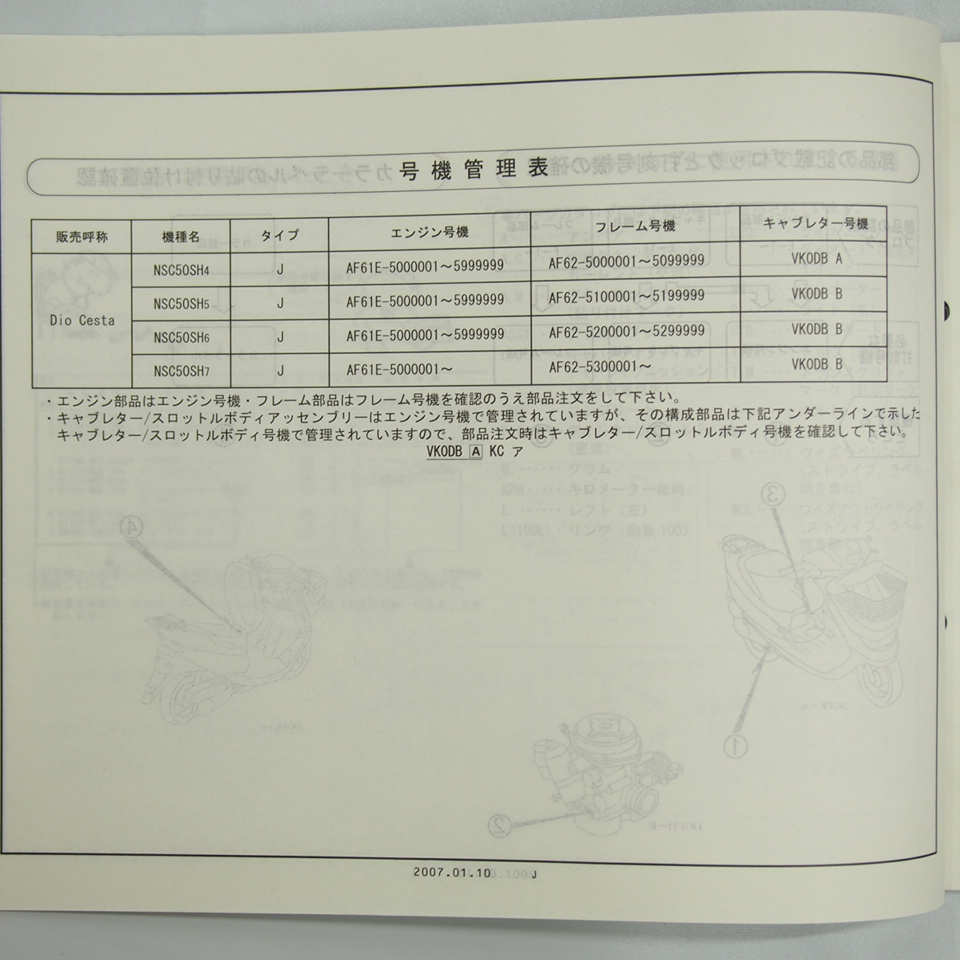 号機管理表
販売呼称 機種名 タイプ エンジン号機 フレーム号機 キャブレター号機
Dio Cesta NSC50SH4 J AF61E-5000001〜5999999 AF62-5000001〜5099999 VK0DB A
NSC50SH5 J AF61E-5000001〜5999999 AF62-5100001〜5199999 VK0DB B
NSC50SH6 J AF61E-5000001〜5999999 AF62-5200001〜5299999 VK0DB B
NSC50SH7 J AF61E-5000001〜 AF62-5300001〜 VK0DB B
・エンジン部品はエンジン号機・フレーム部品はフレーム号機を確認のうえ部品注文をして下さい。
・キャブレター/スロットルボディアッセンブリーはエンジン号機で管理されていますが、その構成部品は下記アンダーラインで示した
キャブレター/スロットルボディ号機で管理されていますので、部品注文時はキャブレター/スロットルボディ号機を確認して下さい。
VK0DB A KC ア
2007.01.10 J